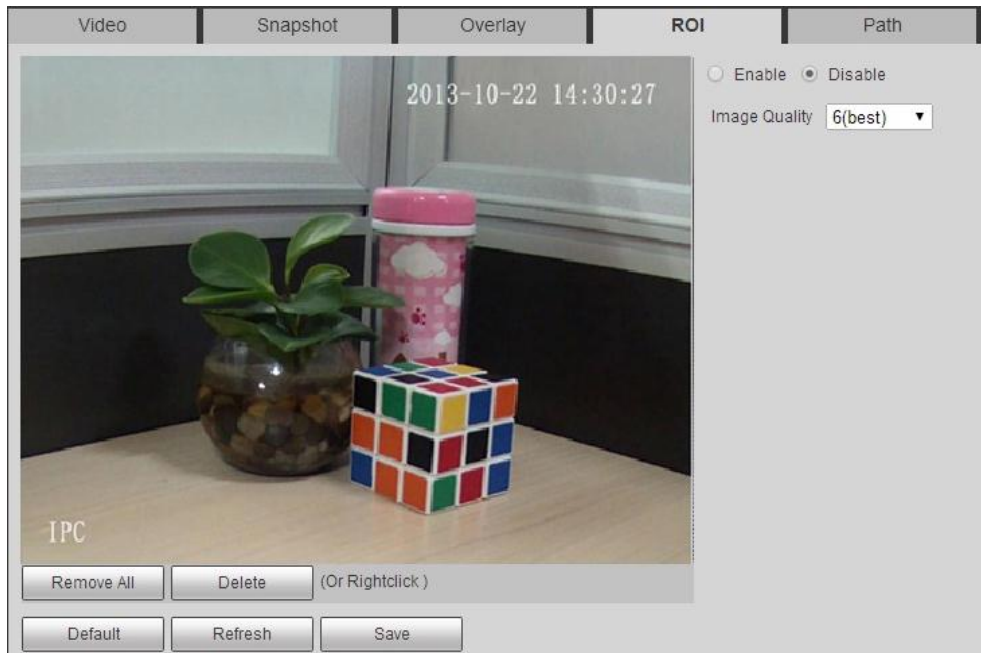 Video Snapshot Overlay ROI Path
2013-10-22 14:30:27
Enable Disable
Image Quality 6(best)
IPC
Remove All Delete (Or Rightclick )
Default Refresh Save